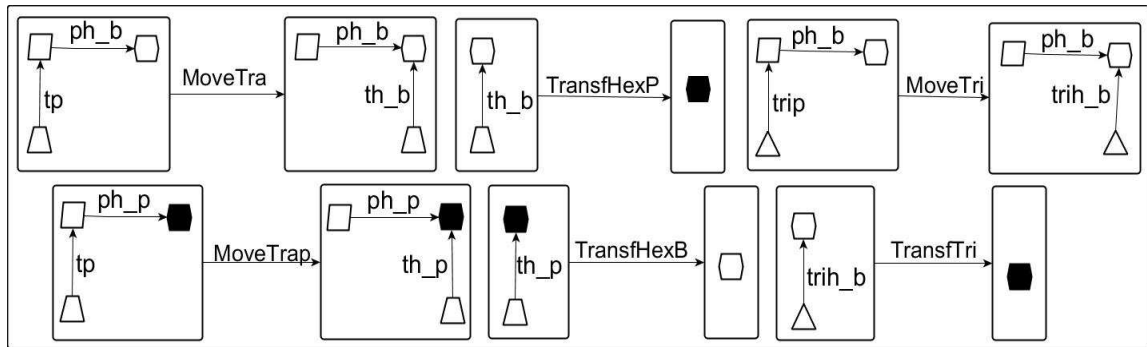 ph_b
tp
MoveTra
ph_b
th_b
th_b
TransfHexP
ph_b
trip
MoveTri
ph_b
trih_b
ph_p
tp
MoveTrap
ph_p
th_p
th_p
TransfHexB
trih_b
TransfTri